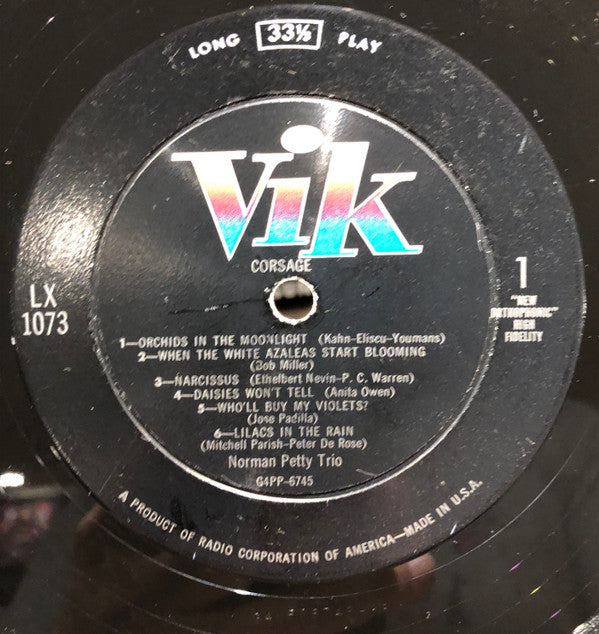 LONG 33⅓ PLAY
Vik
CORSAGE
LX
1073
1
"NEW
ORTHOPHONIC"
HIGH
FIDELITY
1—ORCHIDS IN THE MOONLIGHT (Kahn-Eliscu-Youmans)
2—WHEN THE WHITE AZALEAS START BLOOMING
(Bob Miller)
3—NARCISSUS (Ethelbert Nevin-P. C. Warren)
4—DAISIES WON'T TELL (Anita Owen)
5—WHO'LL BUY MY VIOLETS?
(Jose Padilla)
6—LILACS IN THE RAIN
(Mitchell Parish-Peter De Rose)
Norman Petty Trio
G4PP-6745
A PRODUCT OF RADIO CORPORATION OF AMERICA—MADE IN U.S.A.